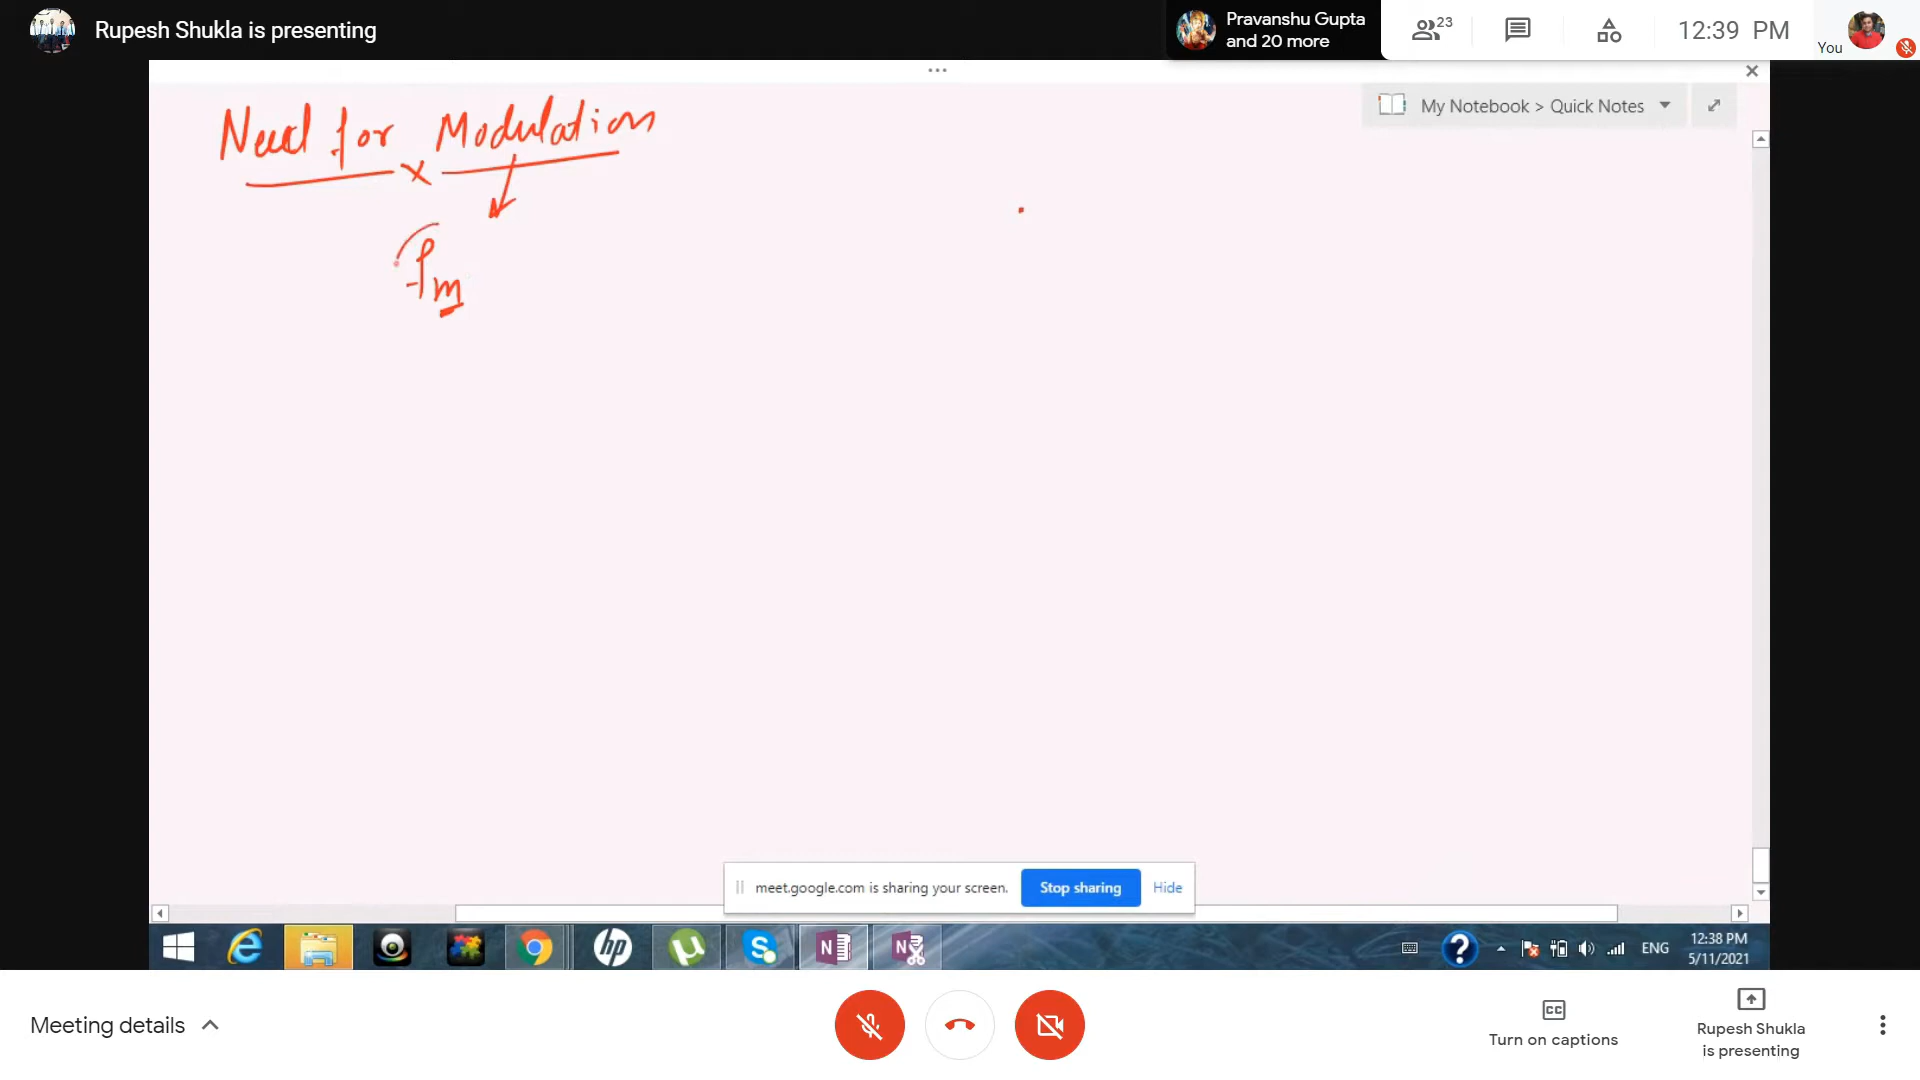 Rupesh Shukla is presenting
Pravanshu Gupta
and 20 more
23
12:39 PM
You
My Notebook > Quick Notes
Need for Modulation
fm
meet.google.com is sharing your screen.
Stop sharing
Hide
hp
ENG
12:38 PM
5/11/2021
Meeting details
Turn on captions
Rupesh Shukla
is presenting